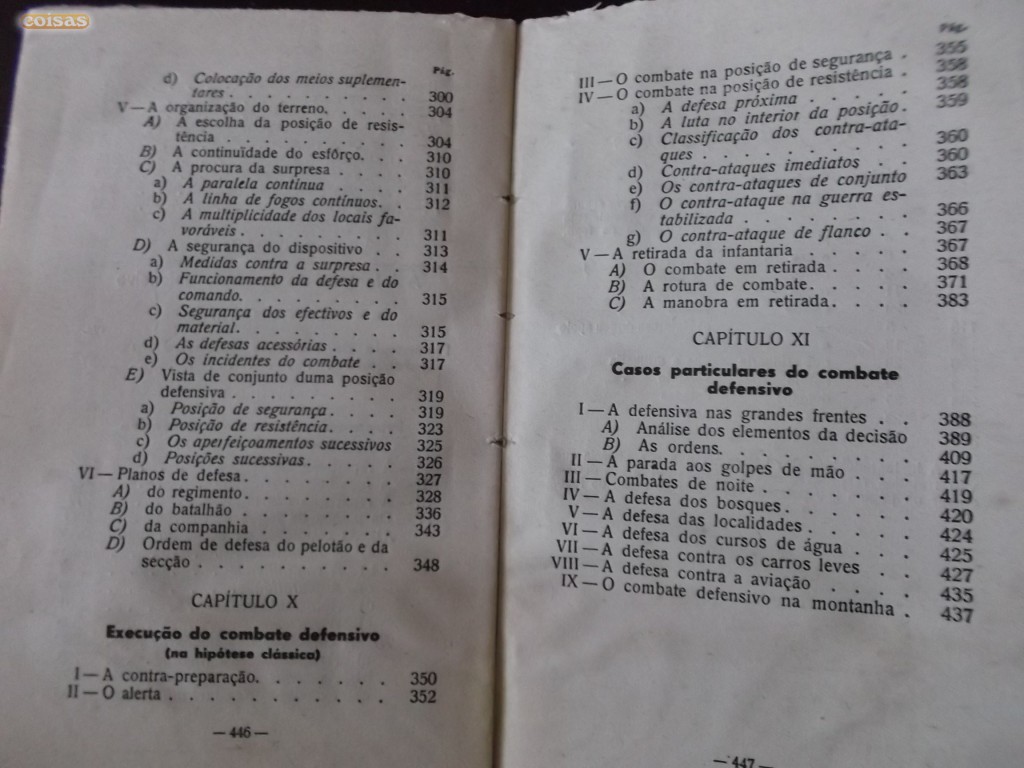 coisas
Pág.
d) Colocação dos meios suplemen-
tares . . . . . . . . . . 300
V — A organização do terreno. . . . . 304
A) A escolha da posição de resis-
tência . . . . . . . . . 304
B) A continuïdade do esfôrço. . . 310
C) A procura da surpresa . . . . 310
a) A paralela contínua . . . . 311
b) A linha de fogos contínuos. . 312
c) A multiplicidade dos locais fa-
voráveis . . . . . . . . . 311
D) A segurança do dispositivo . . 313
a) Medidas contra a surpresa . . 314
b) Funcionamento da defesa e do
comando. . . . . . . . . 315
c) Segurança dos efectivos e do
material. . . . . . . . . 315
d) As defesas acessórias . . . . 317
e) Os incidentes do combate . . 317
E) Vista de conjunto duma posição
defensiva . . . . . . . . . 319
a) Posição de segurança . . . . 319
b) Posição de resistência. . . . 323
c) Os aperfeiçoamentos sucessivos 325
d) Posições sucessivas. . . . . 326
VI — Planos de defesa . . . . . . . 327
A) do regimento. . . . . . . . 328
B) do batalhão . . . . . . . . 336
C) da companhia . . . . . . . 343
D) Ordem de defesa do pelotão e da
secção . . . . . . . . . . 348
CAPÍTULO X
Execução do combate defensivo
(na hipótese clássica)
I — A contra-preparação. . . . . . . 350
II — O alerta . . . . . . . . . . . 352
— 446 —
Pág.
III — O combate na posição de segurança . 355
IV — O combate na posição de resistência . 358
a) A defesa próxima . . . . . 358
b) A luta no interior da posição . 359
c) Classificação dos contra-ata-
ques . . . . . . . . . . 360
d) Contra-ataques imediatos . . 360
e) Os contra-ataques de conjunto 363
f) O contra-ataque na guerra es-
tabilizada . . . . . . . . 366
g) O contra-ataque de flanco . . 367
V — A retirada da infantaria . . . . . 367
A) O combate em retirada . . . . 368
B) A rotura de combate. . . . . 371
C) A manobra em retirada. . . . 383
CAPÍTULO XI
Casos particulares do combate
defensivo
I — A defensiva nas grandes frentes . . 388
A) Análise dos elementos da decisão 389
B) As ordens. . . . . . . . . 409
II — A parada aos golpes de mão . . . 417
III — Combates de noite . . . . . . . 419
IV — A defesa dos bosques . . . . . . 420
V — A defesa das localidades . . . . . 424
VI — A defesa dos cursos de água . . . 425
VII — A defesa contra os carros leves . . 427
VIII — A defesa contra a aviação . . . . 435
IX — O combate defensivo na montanha . 437
— 447 —